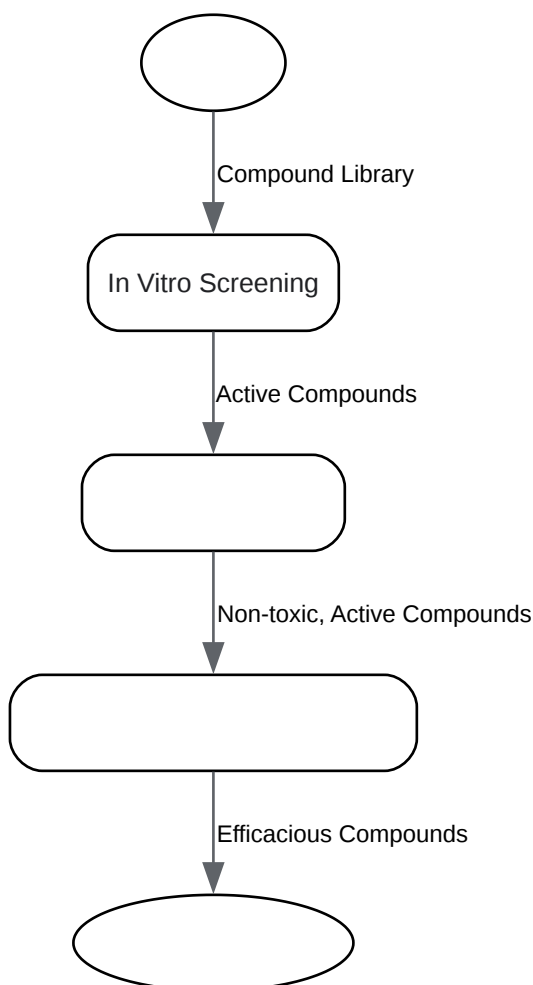 Compound Library
In Vitro Screening
Active Compounds
Non-toxic, Active Compounds
Efficacious Compounds